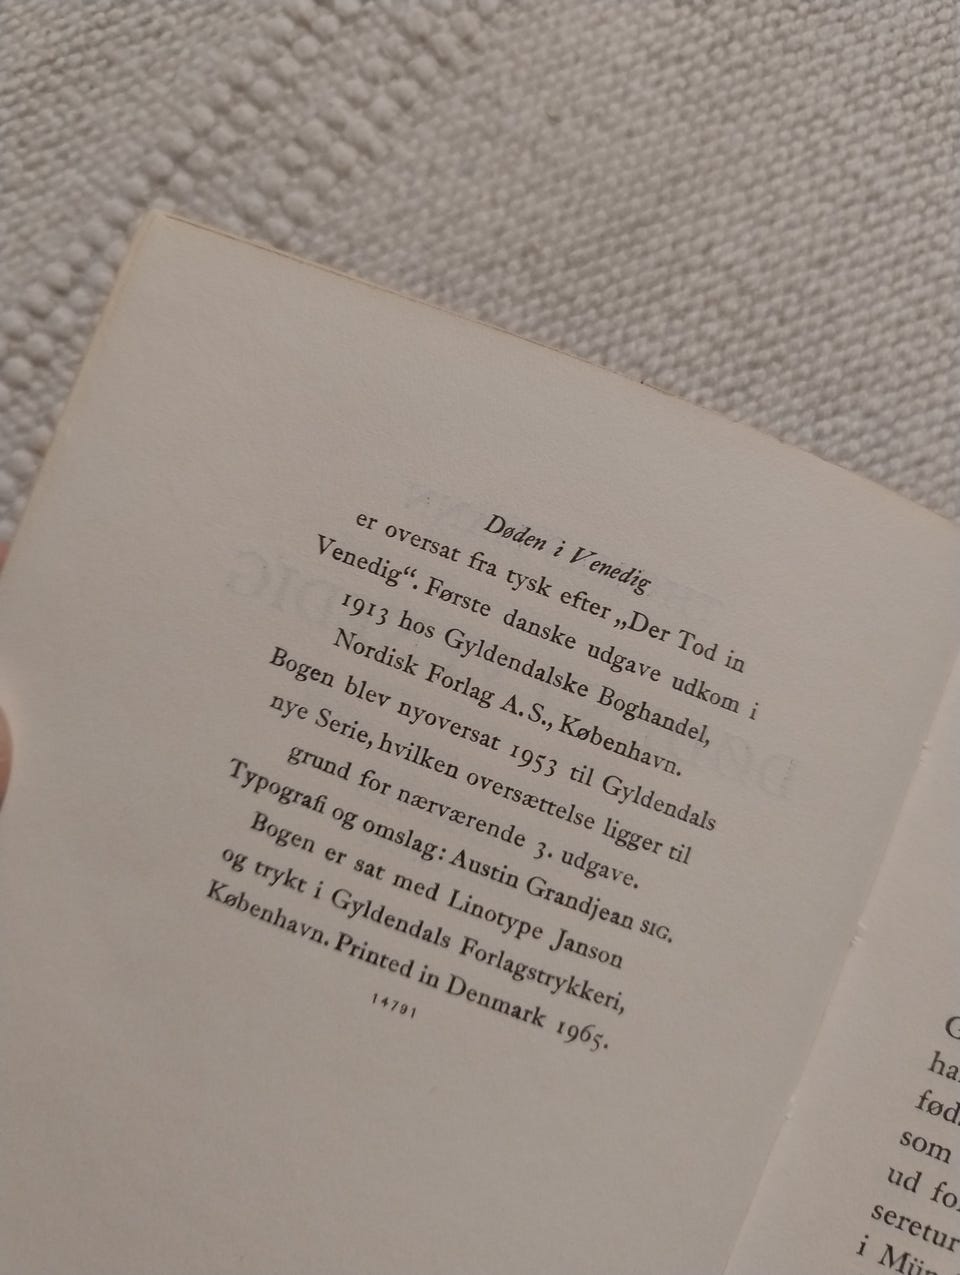 Døden i Venedig
er oversat fra tysk efter „Der Tod in
Venedig“. Første danske udgave udkom i
1913 hos Gyldendalske Boghandel,
Nordisk Forlag A.S., København.
Bogen blev nyoversat 1953 til Gyldendals
nye Serie, hvilken oversættelse ligger til
grund for nærværende 3. udgave.
Typografi og omslag: Austin Grandjean SIG.
Bogen er sat med Linotype Janson
og trykt i Gyldendals Forlagstrykkeri,
København. Printed in Denmark 1965.
14791
som
ud
i